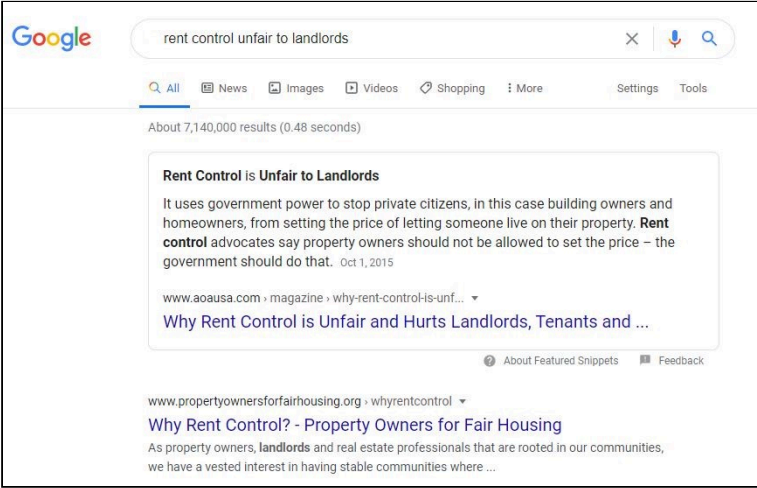 Google
rent control unfair to landlords
All News Images Videos Shopping More Settings Tools
About 7,140,000 results (0.48 seconds)
Rent Control is Unfair to Landlords
It uses government power to stop private citizens, in this case building owners and
homeowners, from setting the price of letting someone live on their property. Rent
control advocates say property owners should not be allowed to set the price – the
government should do that. Oct 1, 2015
www.aoausa.com › magazine › why-rent-control-is-unf...
Why Rent Control is Unfair and Hurts Landlords, Tenants and ...
About Featured Snippets Feedback
www.propertyownersforfairhousing.org › whyrentcontrol
Why Rent Control? - Property Owners for Fair Housing
As property owners, landlords and real estate professionals that are rooted in our communities,
we have a vested interest in having stable communities where ...